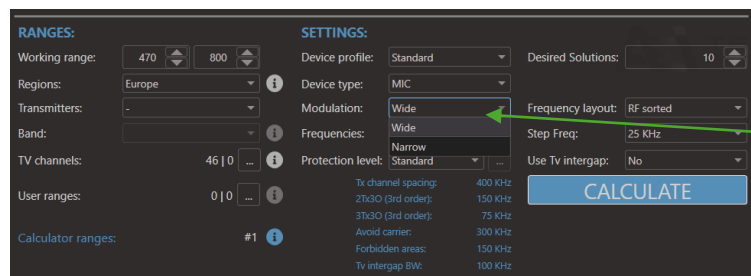 RANGES: SETTINGS:
Working range: 470 800 Device profile: Standard Desired Solutions: 10
Regions: Europe Device type: MIC
Transmitters: - Modulation: Wide Frequency layout: RF sorted
Band: Frequencies: Wide Step Freq: 25 KHz
Narrow
TV channels: 46 | 0 ... Protection level: Standard ... Use Tv intergap: No
Tx channel spacing: 400 KHz
User ranges: 0 | 0 ... 2Tx3O (3rd order): 150 KHz CALCULATE
3Tx3O (3rd order): 75 KHz
Calculator ranges: #1 Avoid carrier: 300 KHz
Forbidden areas: 150 KHz
Tv intergap BW: 100 KHz